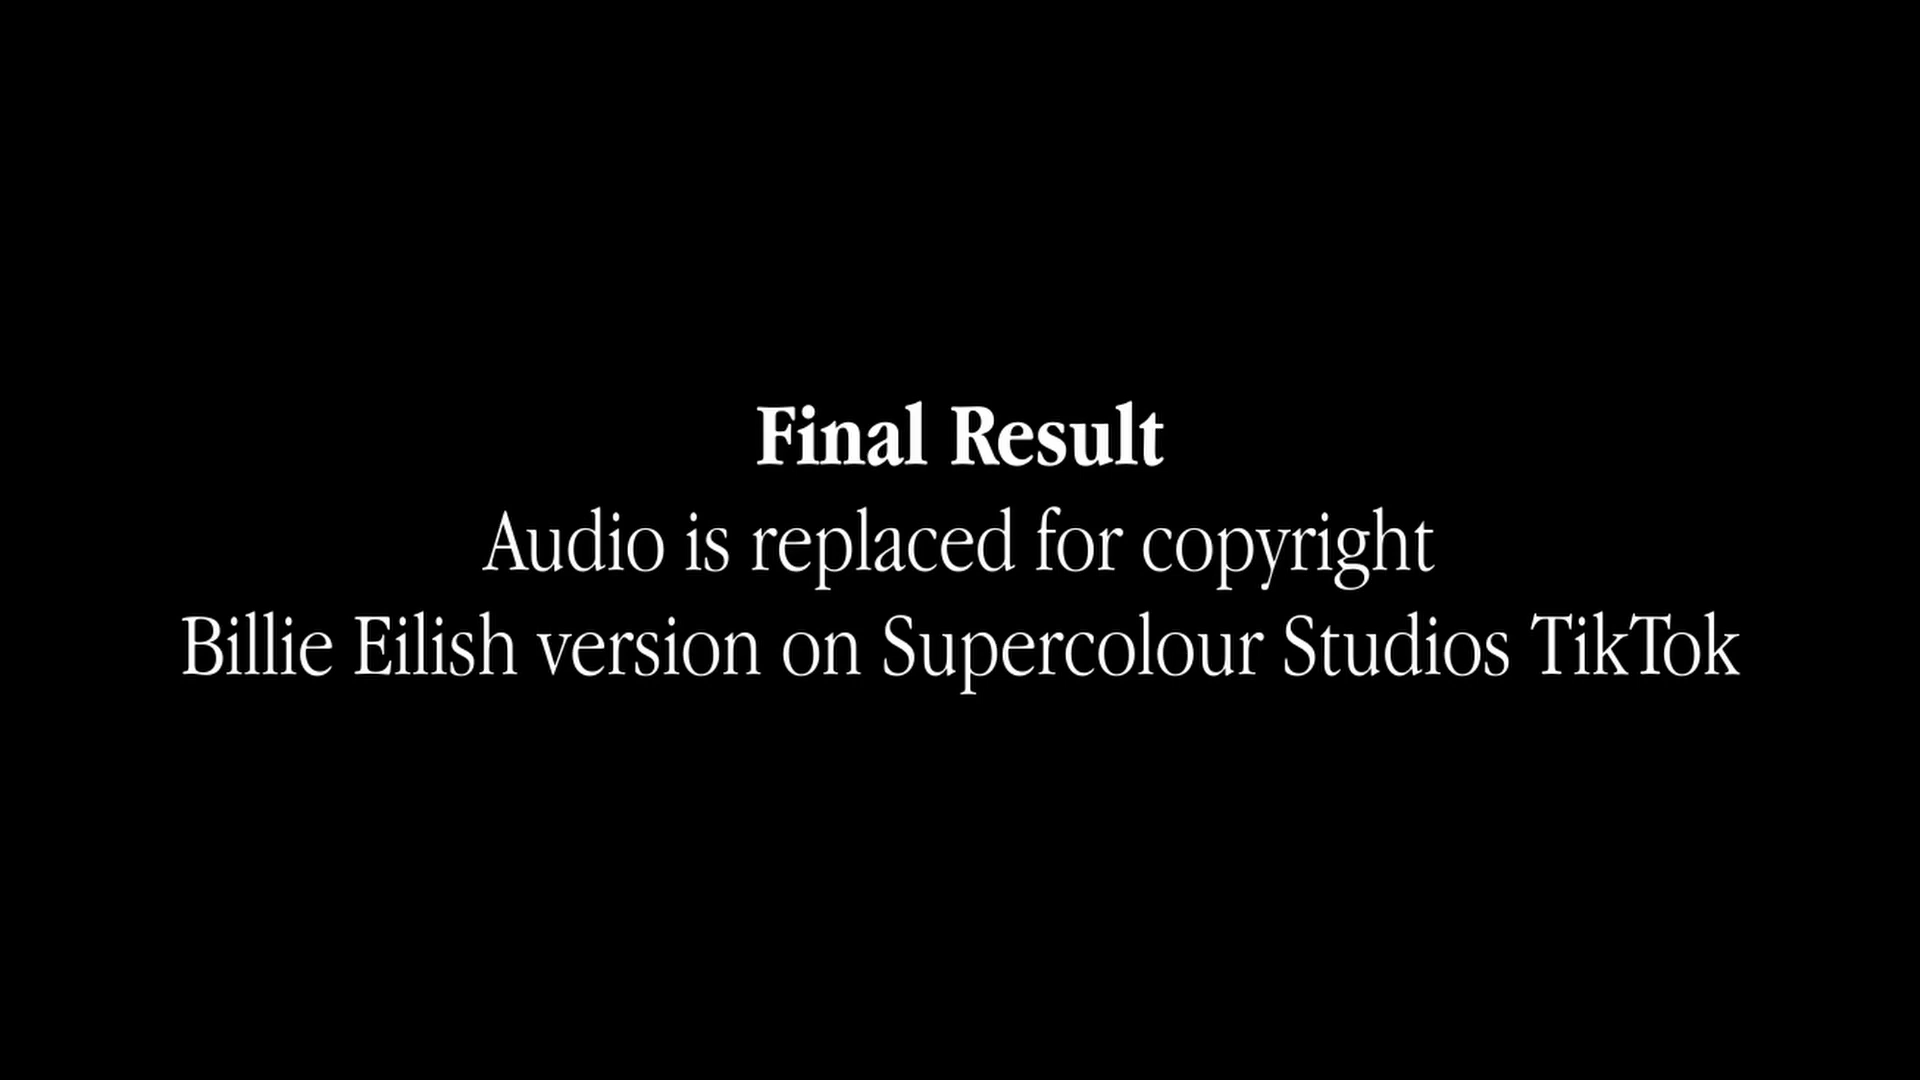 Final Result
Audio is replaced for copyright
Billie Eilish version on Supercolour Studios TikTok